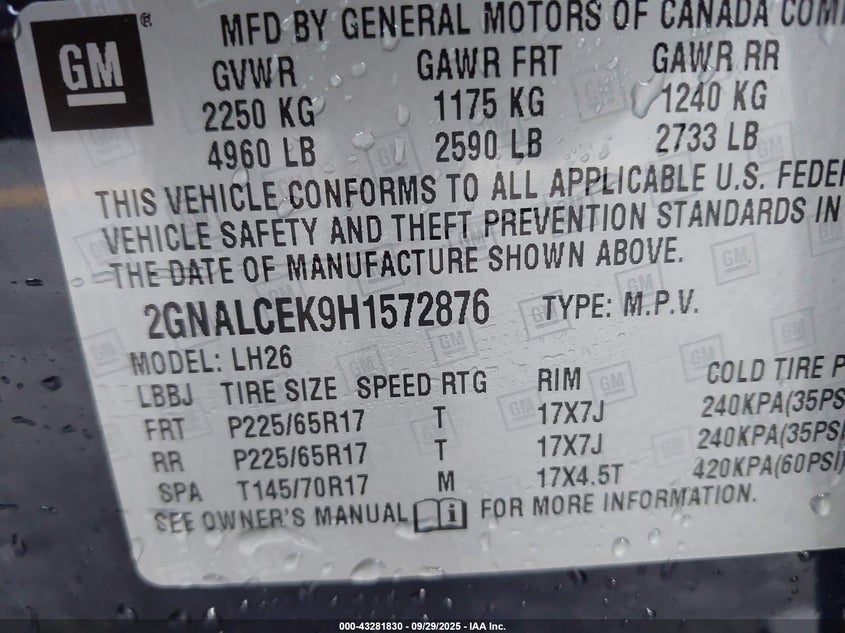 GM ® MFD BY GENERAL MOTORS OF CANADA COM
GVWR GAWR FRT GAWR RR
2250 KG 1175 KG 1240 KG
4960 LB 2590 LB 2733 LB
THIS VEHICLE CONFORMS TO ALL APPLICABLE U.S. FEDER
VEHICLE SAFETY AND THEFT PREVENTION STANDARDS IN
THE DATE OF MANUFACTURE SHOWN ABOVE.
2GNALCEK9H1572876 TYPE: M.P.V.
MODEL: LH26
LBBJ TIRE SIZE SPEED RTG RIM COLD TIRE P
FRT P225/65R17 T 17X7J 240KPA(35PS
RR P225/65R17 T 17X7J 240KPA(35PSI
SPA T145/70R17 M 17X4.5T 420KPA(60PSI)
SEE OWNER'S MANUAL i FOR MORE INFORMATION.
000-43281830 - 09/29/2025 - IAA Inc.